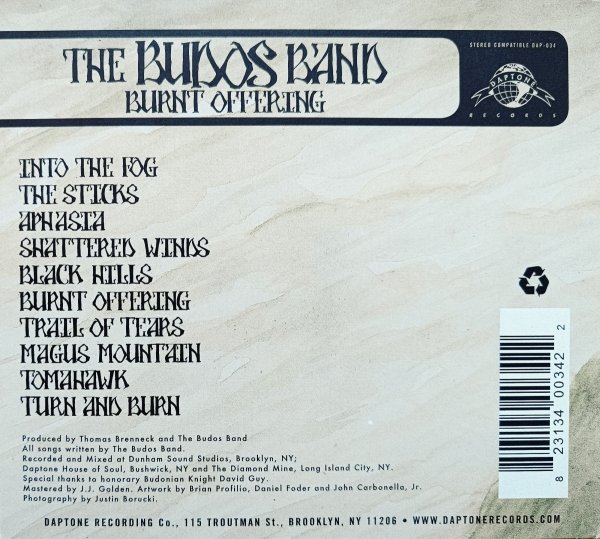 STEREO COMPATIBLE DAP-034
THE BUDOS BAND
BURNT OFFERING
DAPTONE
RECORDS
INTO THE FOG
THE STICKS
APHASIA
SHATTERED WINDS
BLACK HILLS
BURNT OFFERING
TRAIL OF TEARS
MAGUS MOUNTAIN
TOMAHAWK
TURN AND BURN
8 23134 00342 2
Produced by Thomas Brenneck and The Budos Band
All songs written by The Budos Band.
Recorded and Mixed at Dunham Sound Studios, Brooklyn, NY;
Daptone House of Soul, Bushwick, NY and The Diamond Mine, Long Island City, NY.
Special thanks to honorary Budonian Knight David Guy.
Mastered by J.J. Golden. Artwork by Brian Profilio, Daniel Foder and John Carbonella, Jr.
Photography by Justin Borucki.
DAPTONE RECORDING Co., 115 TROUTMAN St., BROOKLYN, NY 11206 • WWW.DAPTONERECORDS.COM